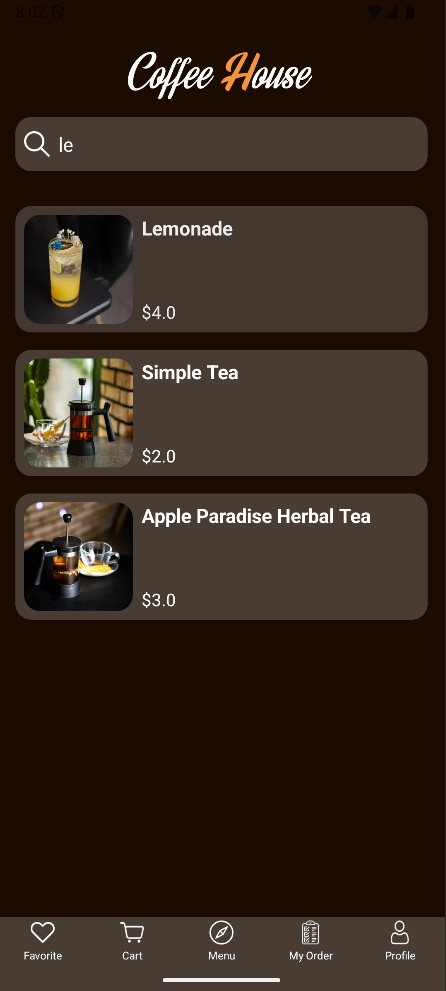 8:02
Coffee House
le
Lemonade
$4.0
Simple Tea
$2.0
Apple Paradise Herbal Tea
$3.0
Favorite
Cart
Menu
My Order
Profile